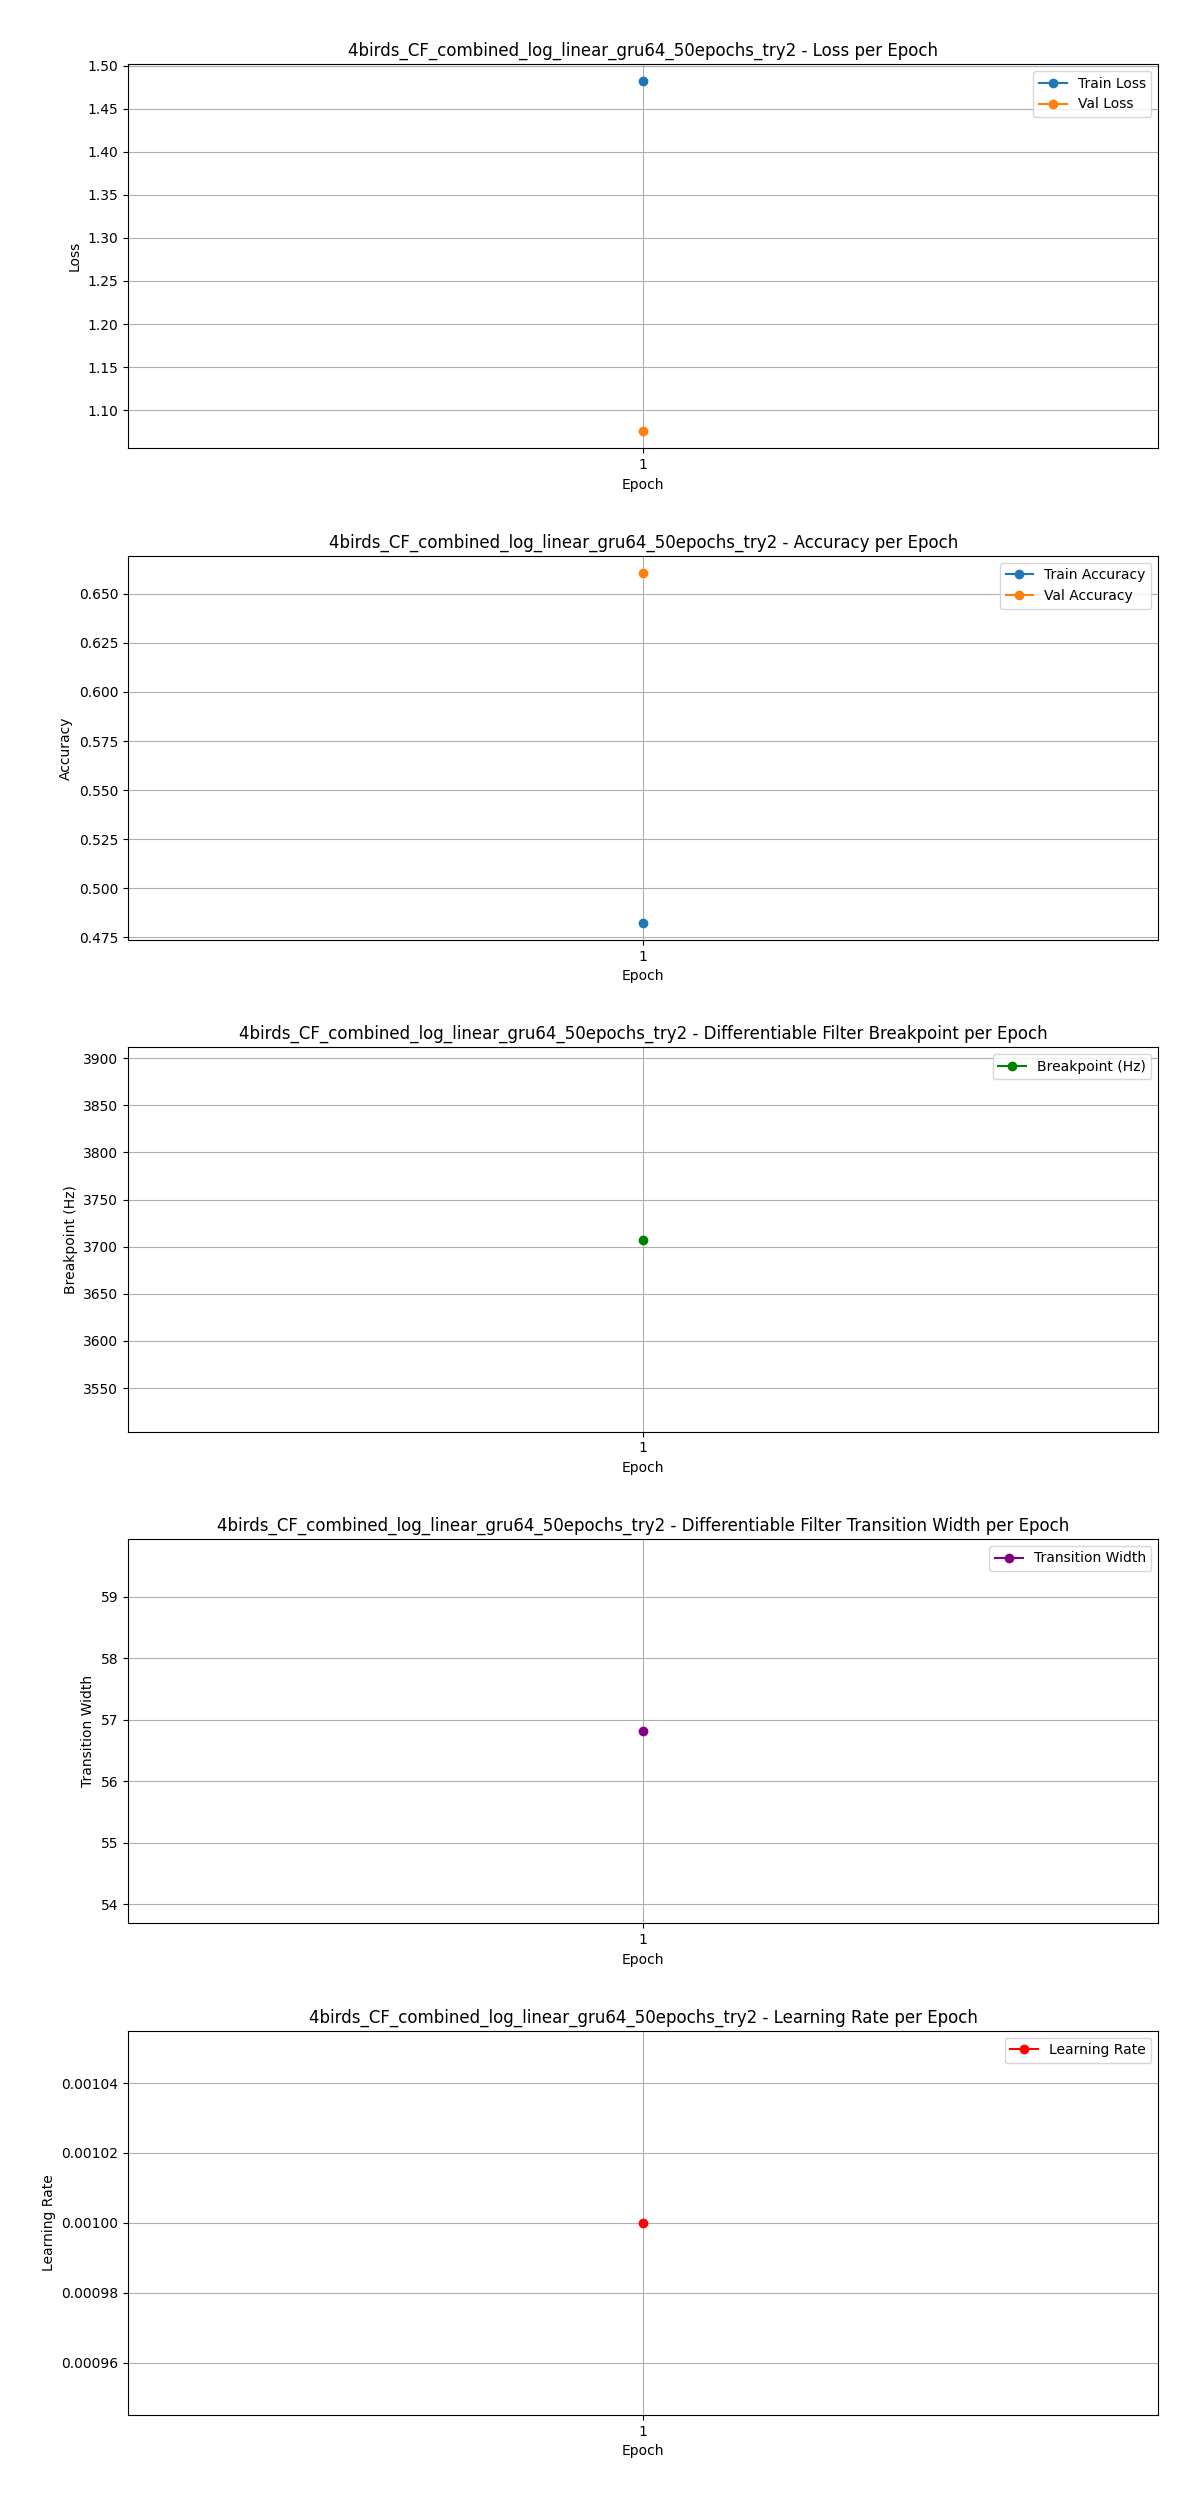 4birds_CF_combined_log_linear_gru64_50epochs_try2 - Loss per Epoch
1.50
1.45
1.40
1.35
1.30
1.25
1.20
1.15
1.10
Loss
Train Loss
Val Loss
1
Epoch
4birds_CF_combined_log_linear_gru64_50epochs_try2 - Accuracy per Epoch
0.650
0.625
0.600
0.575
0.550
0.525
0.500
0.475
Accuracy
Train Accuracy
Val Accuracy
1
Epoch
4birds_CF_combined_log_linear_gru64_50epochs_try2 - Differentiable Filter Breakpoint per Epoch
3900
3850
3800
3750
3700
3650
3600
3550
Breakpoint (Hz)
Breakpoint (Hz)
1
Epoch
4birds_CF_combined_log_linear_gru64_50epochs_try2 - Differentiable Filter Transition Width per Epoch
59
58
57
56
55
54
Transition Width
Transition Width
1
Epoch
4birds_CF_combined_log_linear_gru64_50epochs_try2 - Learning Rate per Epoch
0.00104
0.00102
0.00100
0.00098
0.00096
Learning Rate
Learning Rate
1
Epoch